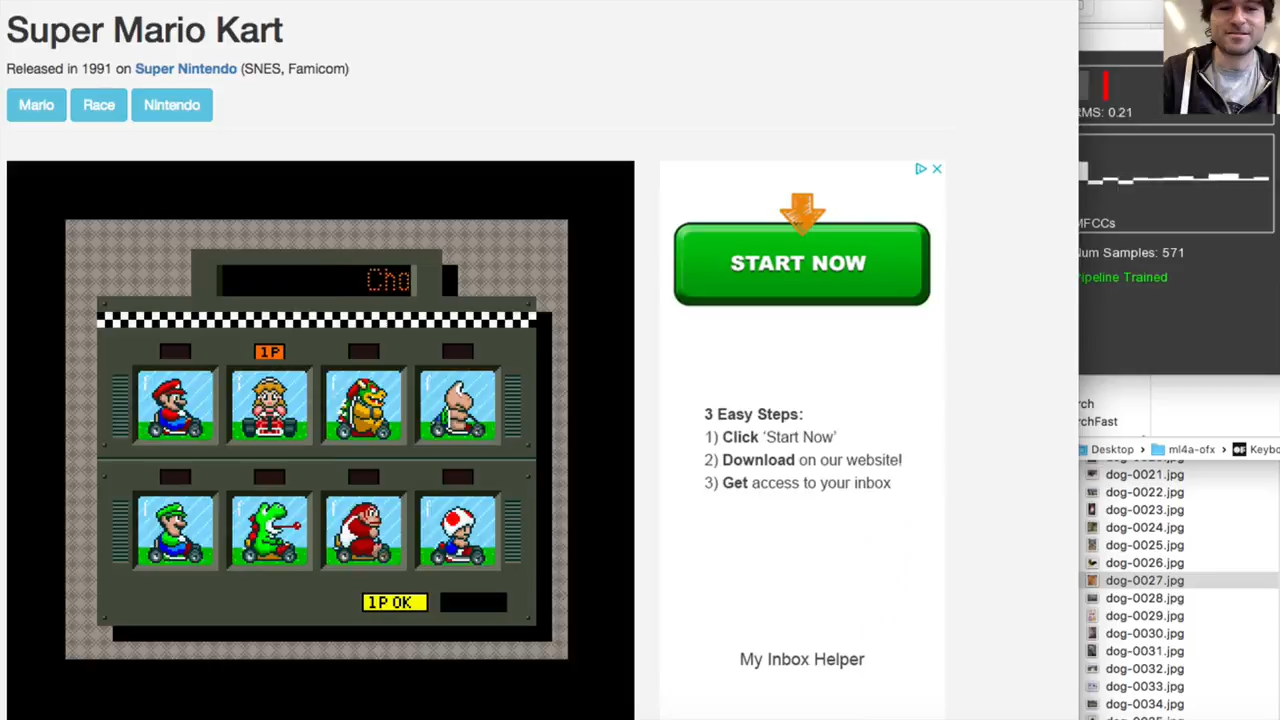 Super Mario Kart
Released in 1991 on Super Nintendo (SNES, Famicom)
Mario Race Nintendo
Cho
1P
1P OK
START NOW
3 Easy Steps:
1) Click ‘Start Now’
2) Download on our website!
3) Get access to your inbox
My Inbox Helper
RMS: 0.21
MFCCs
Num Samples: 571
Pipeline Trained
rch
rchFast
Desktop › ml4a-ofx › Keybo
dog-0021.jpg
dog-0022.jpg
dog-0023.jpg
dog-0024.jpg
dog-0025.jpg
dog-0026.jpg
dog-0027.jpg
dog-0028.jpg
dog-0029.jpg
dog-0030.jpg
dog-0031.jpg
dog-0032.jpg
dog-0033.jpg
dog-0034.jpg